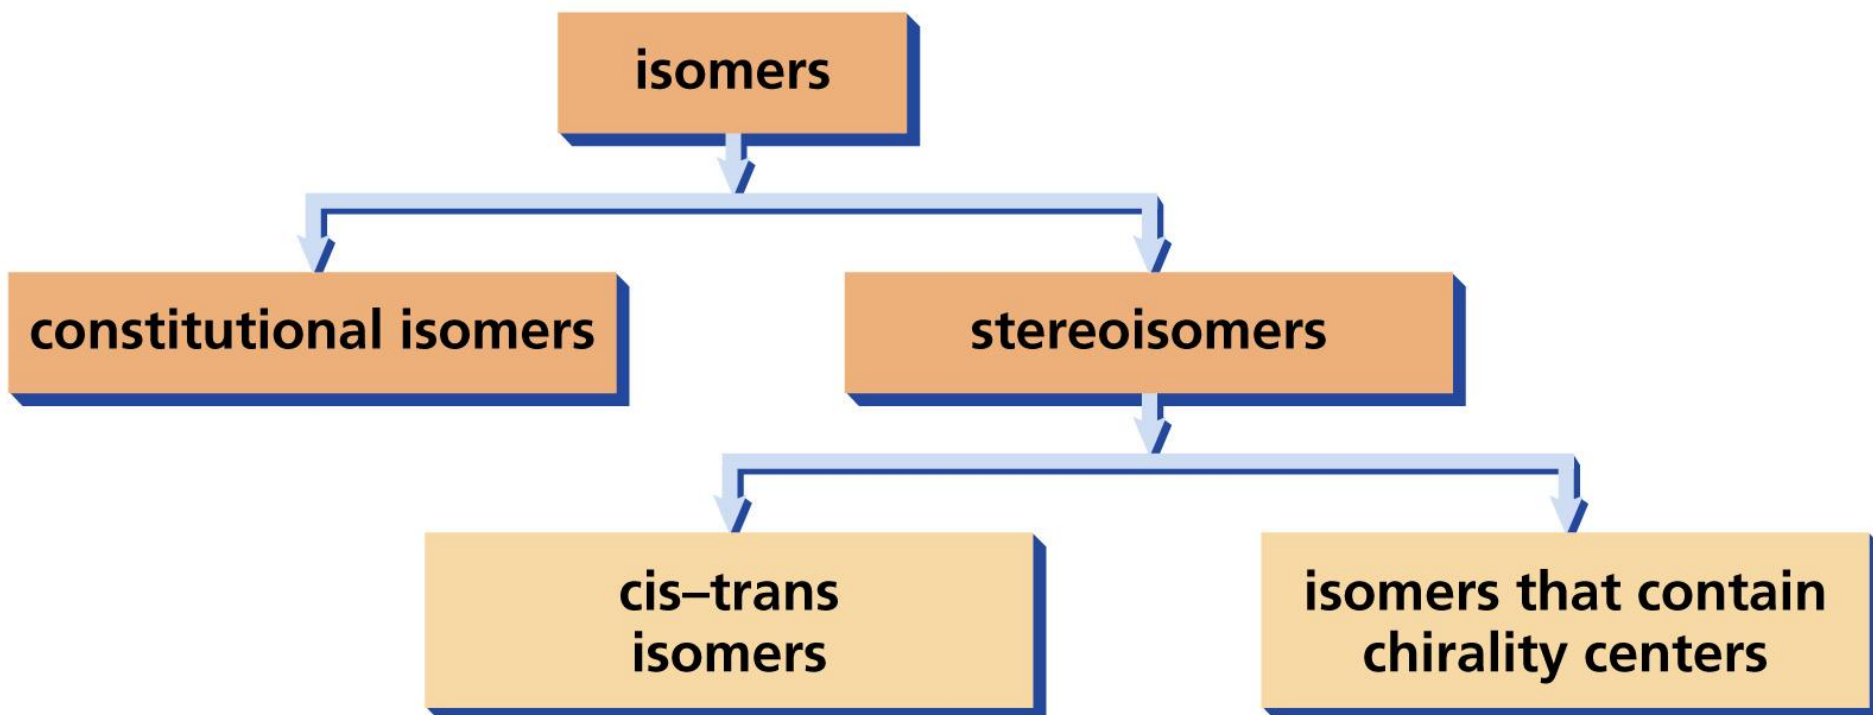 isomers
constitutional isomers
stereoisomers
cis–trans
isomers
isomers that contain
chirality centers